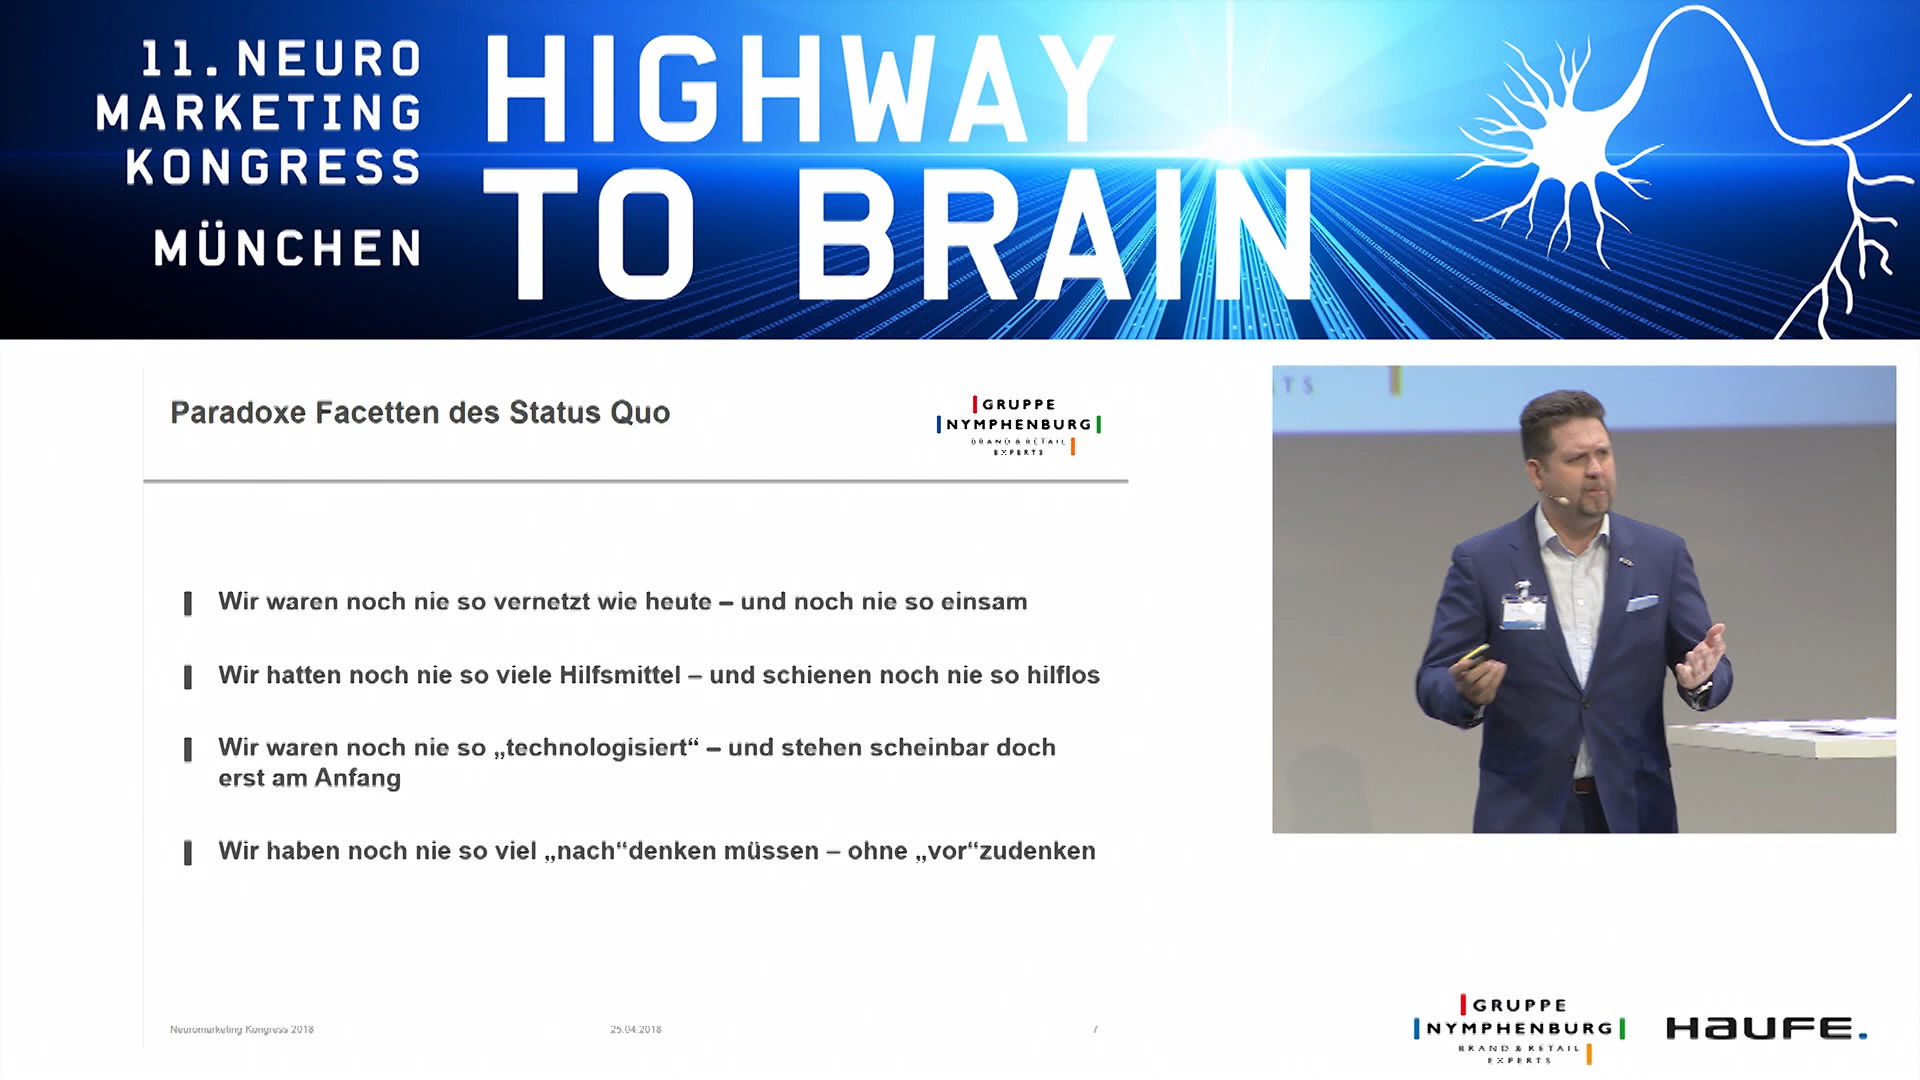 11. NEURO
MARKETING
KONGRESS
MÜNCHEN
HIGHWAY
TO BRAIN
Paradoxe Facetten des Status Quo
GRUPPE
NYMPHENBURG
BRAND & RETAIL
EXPERTS
Wir waren noch nie so vernetzt wie heute – und noch nie so einsam
Wir hatten noch nie so viele Hilfsmittel – und schienen noch nie so hilflos
Wir waren noch nie so „technologisiert“ – und stehen scheinbar doch
erst am Anfang
Wir haben noch nie so viel „nach“denken müssen – ohne „vor“zudenken
Neuromarketing Kongress 2018
25.04.2018
7
TS
GRUPPE
NYMPHENBURG
BRAND & RETAIL
EXPERTS
HAUFE.